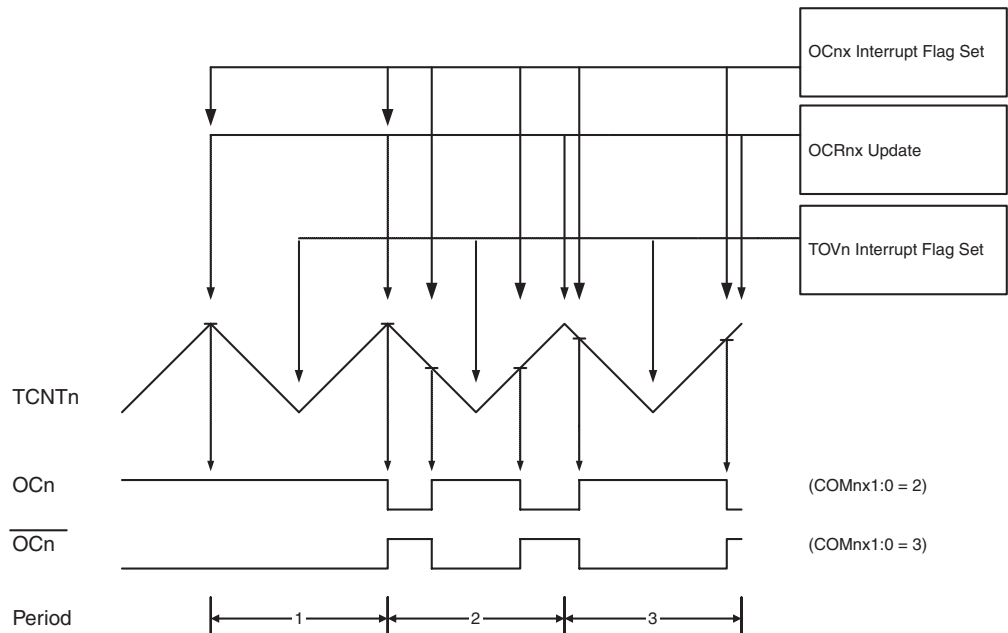 OCnx Interrupt Flag Set
OCRnx Update
TOVn Interrupt Flag Set
TCNTn
OCn
(COMnx1:0 = 2)
OCn
(COMnx1:0 = 3)
Period
1
2
3